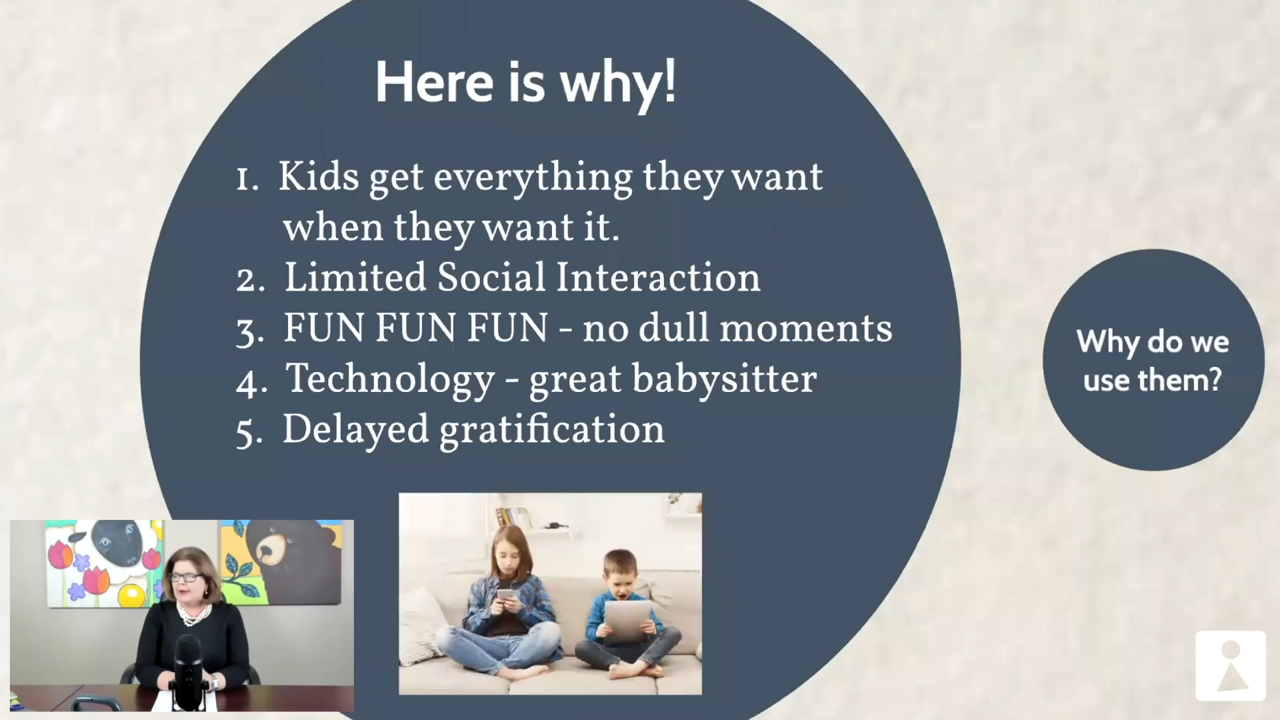 Here is why!
1. Kids get everything they want
when they want it.
2. Limited Social Interaction
3. FUN FUN FUN - no dull moments
4. Technology - great babysitter
5. Delayed gratification
Why do we
use them?